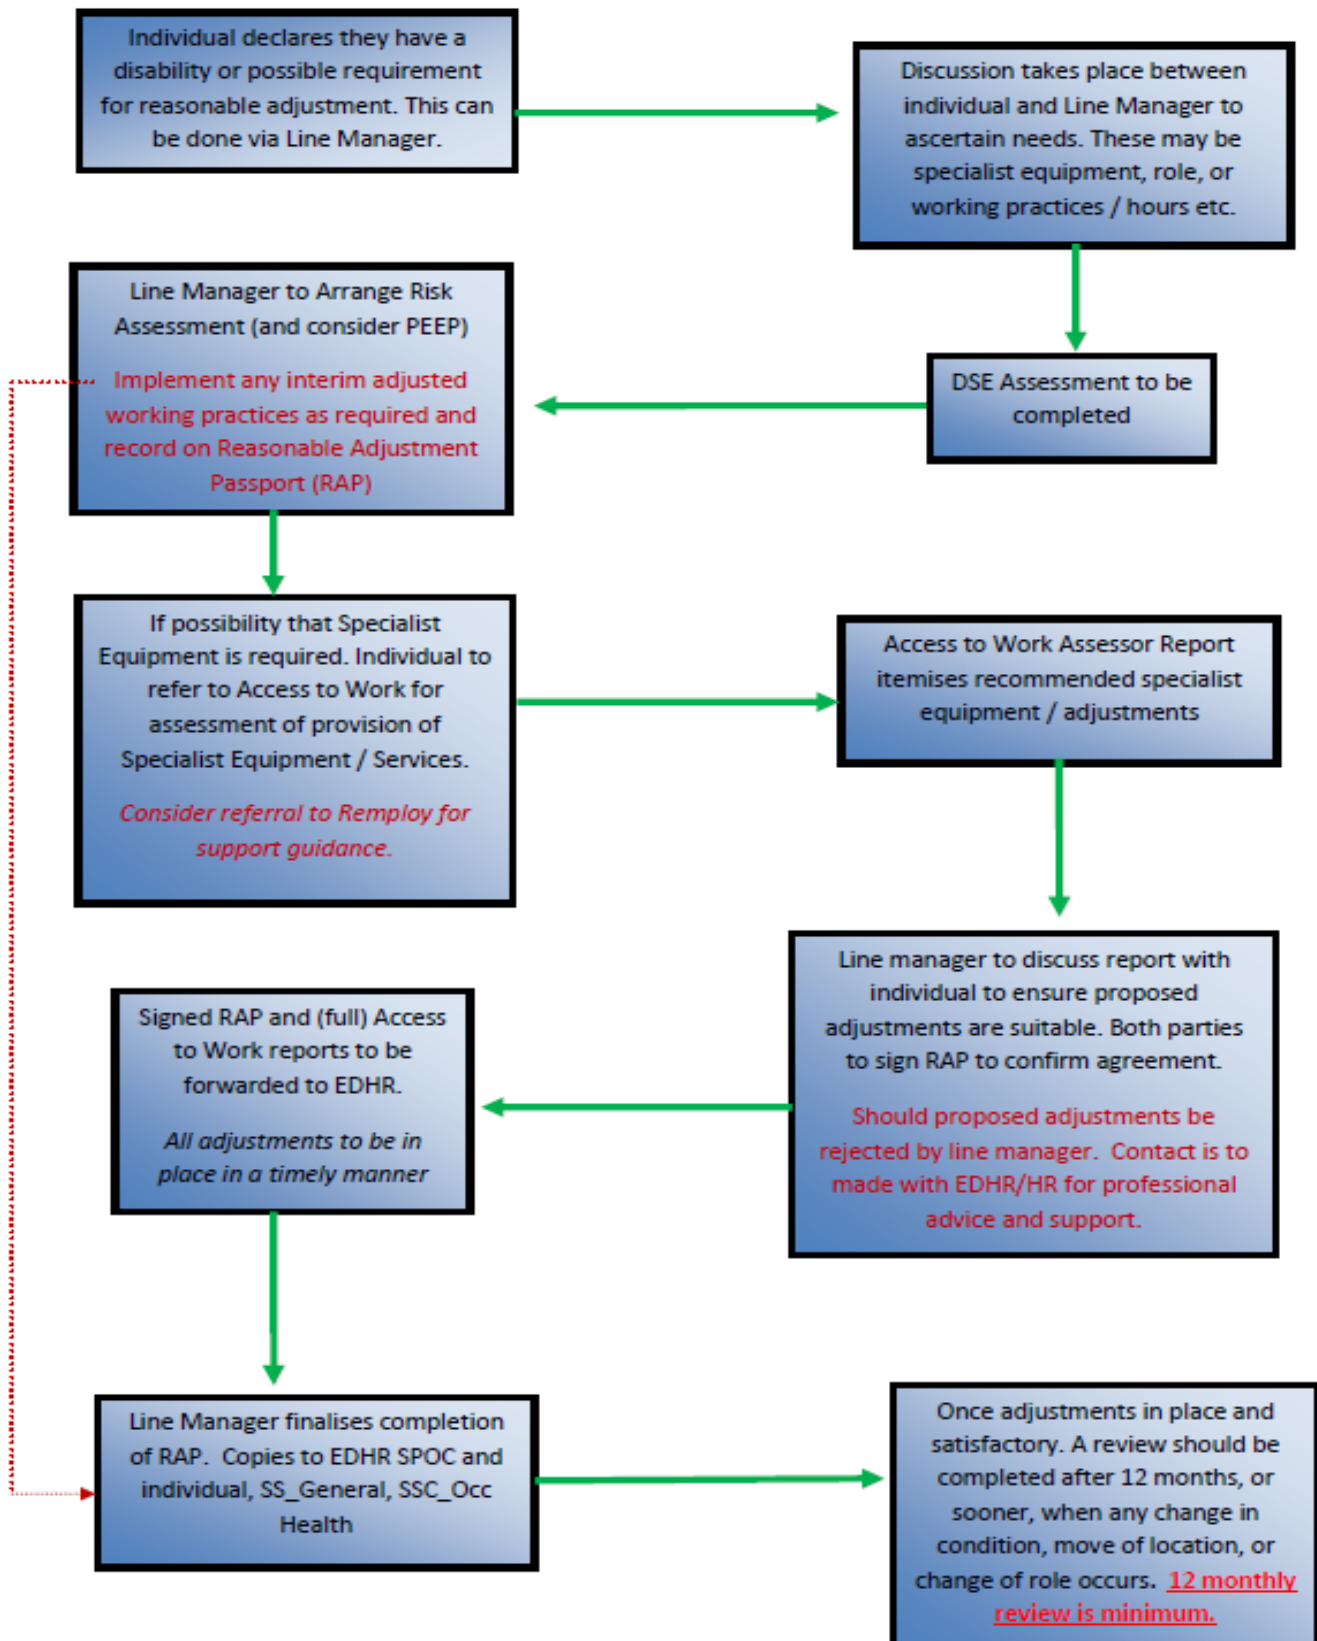 Individual declares they have a
disability or possible requirement
for reasonable adjustment. This can
be done via Line Manager.
Discussion takes place between
individual and Line Manager to
ascertain needs. These may be
specialist equipment, role, or
working practices / hours etc.
DSE Assessment to be
completed
Line Manager to Arrange Risk
Assessment (and consider PEEP)
Implement any interim adjusted
working practices as required and
record on Reasonable Adjustment
Passport (RAP)
If possibility that Specialist
Equipment is required. Individual to
refer to Access to Work for
assessment of provision of
Specialist Equipment / Services.
Consider referral to Remploy for
support guidance.
Access to Work Assessor Report
itemises recommended specialist
equipment / adjustments
Line manager to discuss report with
individual to ensure proposed
adjustments are suitable. Both parties
to sign RAP to confirm agreement.
Should proposed adjustments be
rejected by line manager.  Contact is to
made with EDHR/HR for professional
advice and support.
Signed RAP and (full) Access
to Work reports to be
forwarded to EDHR.
All adjustments to be in
place in a timely manner
Line Manager finalises completion
of RAP.  Copies to EDHR SPOC and
individual, SS_General, SSC_Occ
Health
Once adjustments in place and
satisfactory. A review should be
completed after 12 months, or
sooner, when any change in
condition, move of location, or
change of role occurs.  12 monthly
review is minimum.